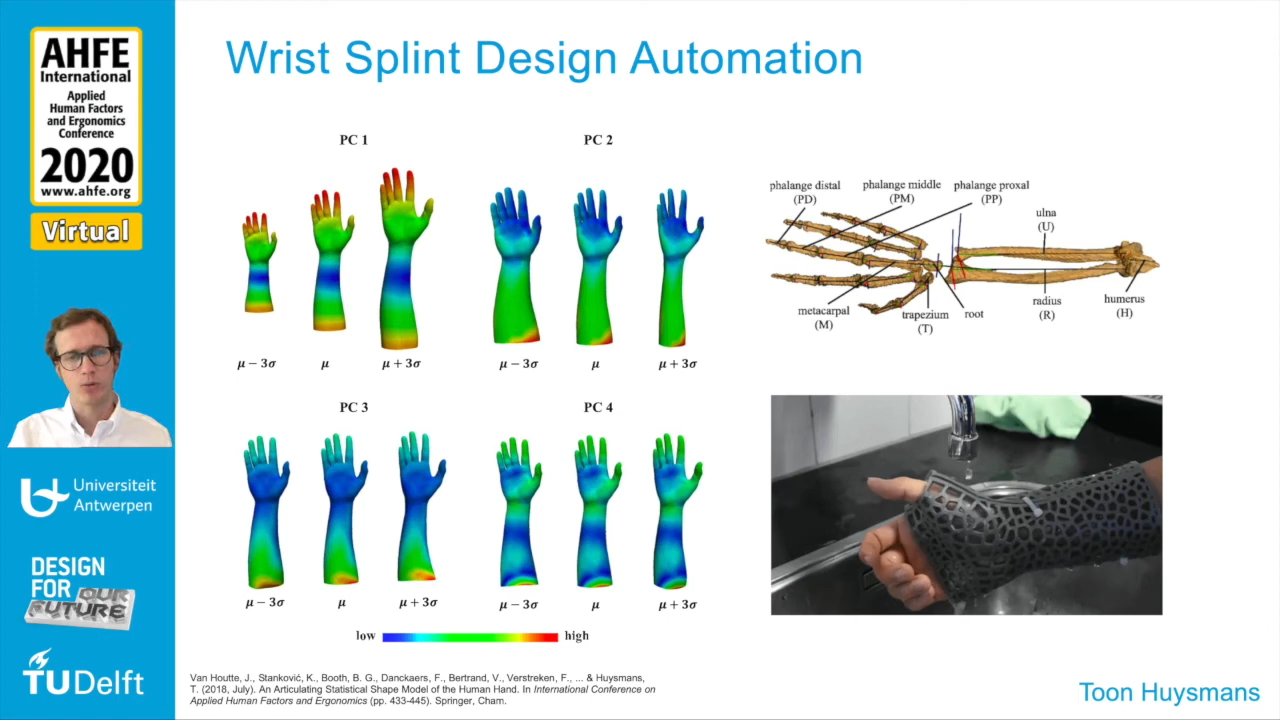 AHFE
International
Applied
Human Factors
and Ergonomics
Conference
2020
www.ahfe.org
Virtual
Universiteit
Antwerpen
DESIGN
FOR
OUR
FUTURE
TUDelft
Wrist Splint Design Automation
PC 1
PC 2
μ − 3σ
μ
μ + 3σ
μ − 3σ
μ
μ + 3σ
PC 3
PC 4
μ − 3σ
μ
μ + 3σ
μ − 3σ
μ
μ + 3σ
low
high
phalange distal
(PD)
phalange middle
(PM)
phalange proxal
(PP)
ulna
(U)
metacarpal
(M)
trapezium
(T)
root
radius
(R)
humerus
(H)
Van Houtte, J., Stanković, K., Booth, B. G., Danckaers, F., Bertrand, V., Verstreken, F., ... & Huysmans,
T. (2018, July). An Articulating Statistical Shape Model of the Human Hand. In International Conference on
Applied Human Factors and Ergonomics (pp. 433-445). Springer, Cham.
Toon Huysmans